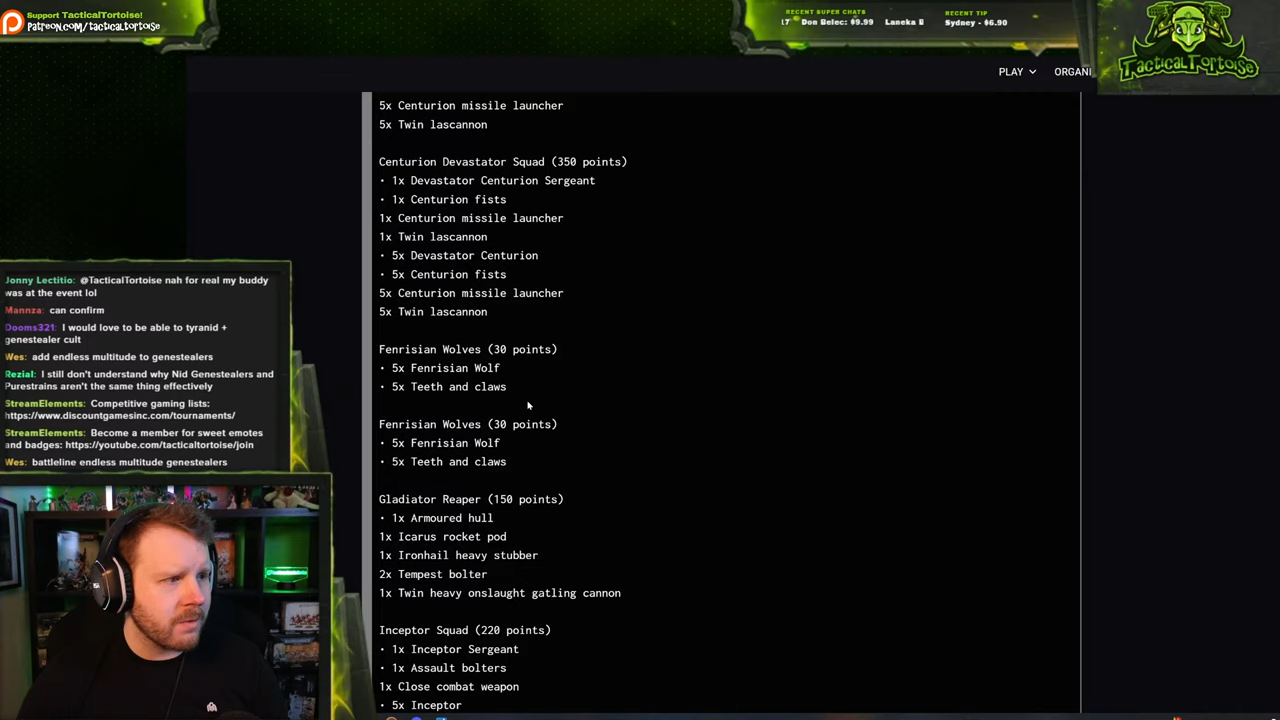 Support TacticalTortoise!
Patreon.com/tacticaltortoise
RECENT SUPER CHATS
Don Belec: $9.99 Laneka B
RECENT TIP
Sydney - $6.90
TACTICALTORTOISE
PLAY
ORGANI
5x Centurion missile launcher
5x Twin lascannon
Centurion Devastator Squad (350 points)
• 1x Devastator Centurion Sergeant
• 1x Centurion fists
1x Centurion missile launcher
1x Twin lascannon
• 5x Devastator Centurion
• 5x Centurion fists
5x Centurion missile launcher
5x Twin lascannon
Fenrisian Wolves (30 points)
• 5x Fenrisian Wolf
• 5x Teeth and claws
Fenrisian Wolves (30 points)
• 5x Fenrisian Wolf
• 5x Teeth and claws
Gladiator Reaper (150 points)
• 1x Armoured hull
1x Icarus rocket pod
1x Ironhail heavy stubber
2x Tempest bolter
1x Twin heavy onslaught gatling cannon
Inceptor Squad (220 points)
• 1x Inceptor Sergeant
• 1x Assault bolters
1x Close combat weapon
• 5x Inceptor
Jonny Lectitio: @TacticalTortoise nah for real my buddy
was at the event lol
Mannza: can confirm
Dooms321: I would love to be able to tyranid +
genestealer cult
Wes: add endless multitude to genestealers
Rezial: I still don't understand why Nid Genestealers and
Purestrains aren't the same thing effectively
StreamElements: Competitive gaming lists:
https://www.discountgamesinc.com/tournaments/
StreamElements: Become a member for sweet emotes
and badges: https://youtube.com/tacticaltortoise/join
Wes: battleline endless multitude genestealers